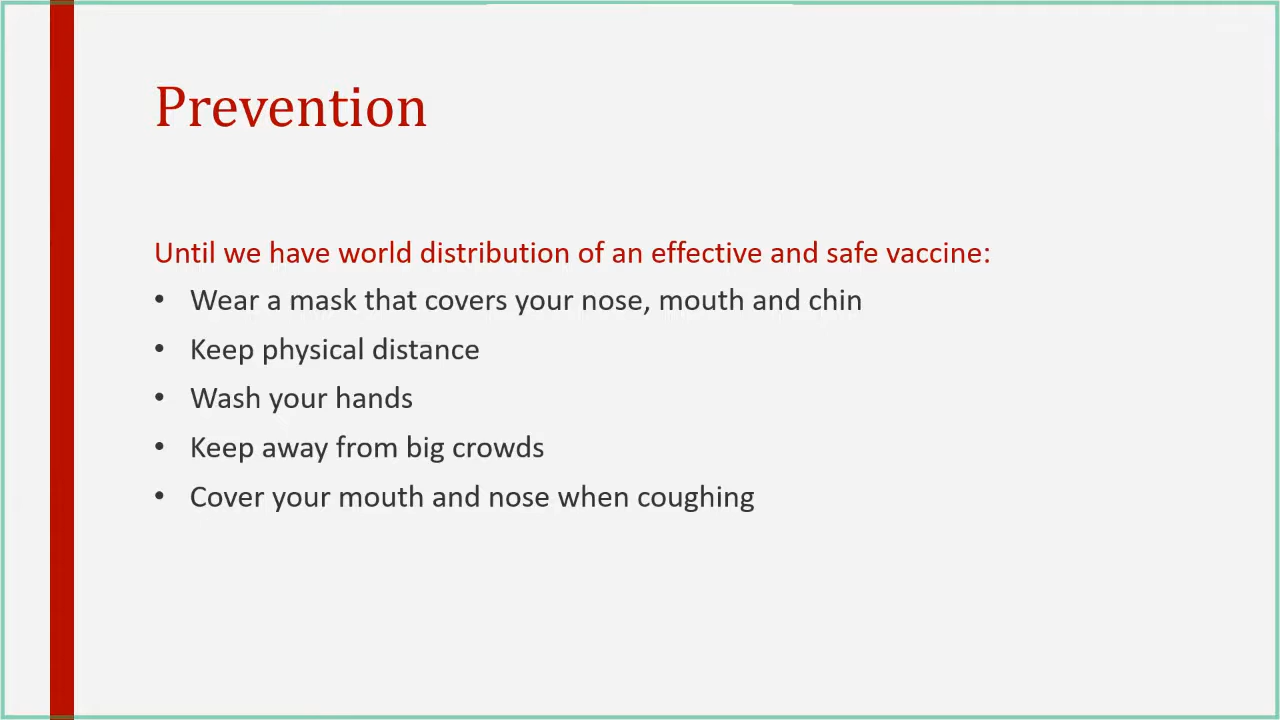 Prevention
Until we have world distribution of an effective and safe vaccine:
• Wear a mask that covers your nose, mouth and chin
• Keep physical distance
• Wash your hands
• Keep away from big crowds
• Cover your mouth and nose when coughing